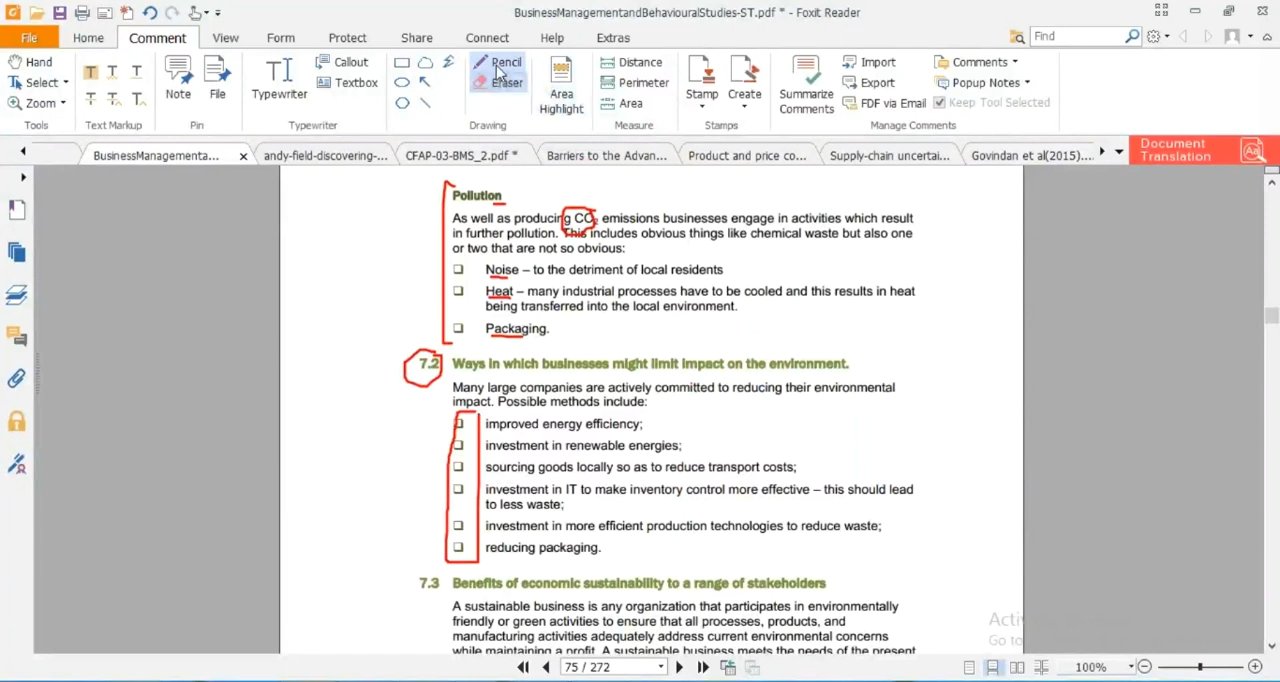 BusinessManagementandBehaviouralStudies-ST.pdf * - Foxit Reader
File Home Comment View Form Protect Share Connect Help Extras
Find
Hand
Select
Zoom
Tools
Text Markup
Note
File
Pin
Typewriter
Callout
Textbox
Typewriter
Pencil
Eraser
Drawing
Area Highlight
Distance
Perimeter
Area
Measure
Stamp
Create
Stamps
Summarize Comments
Import
Export
FDF via Email
Comments
Popup Notes
Keep Tool Selected
Manage Comments
BusinessManagementa... andy-field-discovering-... CFAP-03-BMS_2.pdf * Barriers to the Advan... Product and price co... Supply-chain uncertai... Govindan et al(2015)....
Document
Translation
Pollution
As well as producing CO2 emissions businesses engage in activities which result
in further pollution. This includes obvious things like chemical waste but also one
or two that are not so obvious:
Noise – to the detriment of local residents
Heat – many industrial processes have to be cooled and this results in heat
being transferred into the local environment.
Packaging.
7.2 Ways in which businesses might limit impact on the environment.
Many large companies are actively committed to reducing their environmental
impact. Possible methods include:
improved energy efficiency;
investment in renewable energies;
sourcing goods locally so as to reduce transport costs;
investment in IT to make inventory control more effective – this should lead
to less waste;
investment in more efficient production technologies to reduce waste;
reducing packaging.
7.3 Benefits of economic sustainability to a range of stakeholders
A sustainable business is any organization that participates in environmentally
friendly or green activities to ensure that all processes, products, and
manufacturing activities adequately address current environmental concerns
while maintaining a profit. A sustainable business meets the needs of the present
Go to
75 / 272
100%